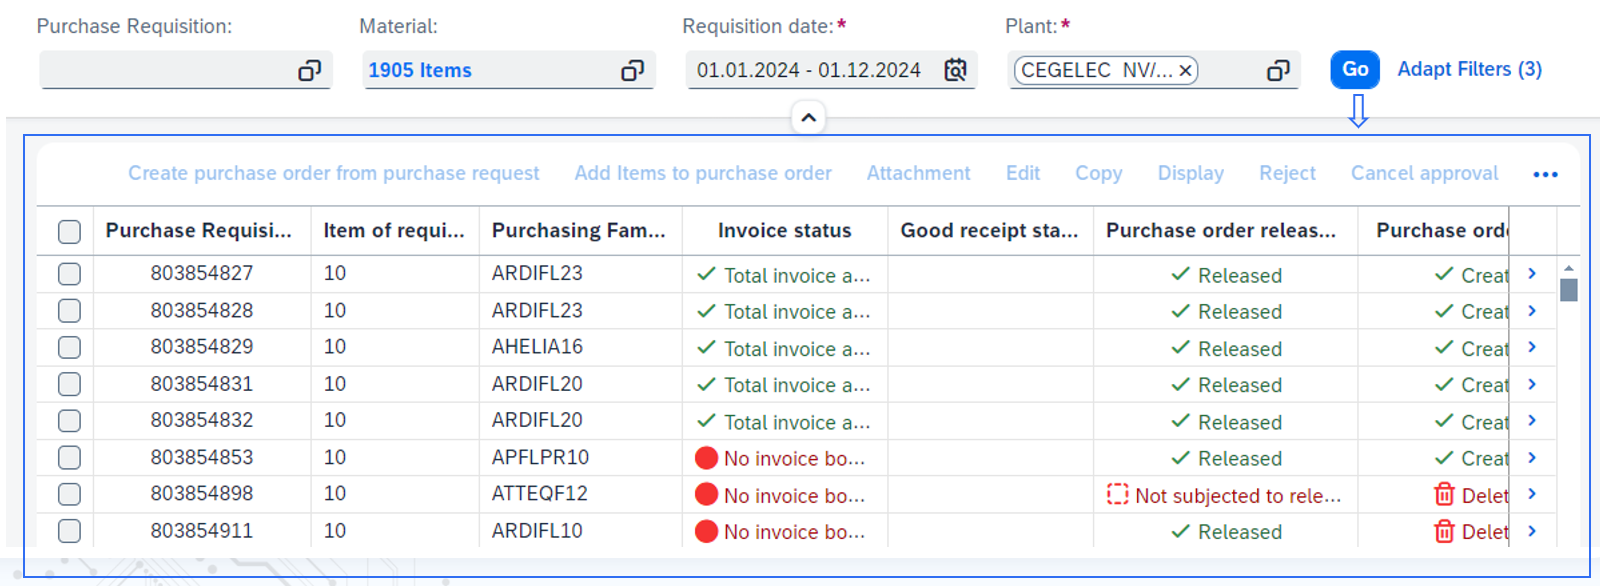 Purchase Requisition: Material: Requisition date:* Plant:*
1905 Items 01.01.2024 - 01.12.2024 CEGELEC NV/... Go Adapt Filters (3)
Create purchase order from purchase request Add Items to purchase order Attachment Edit Copy Display Reject Cancel approval
Purchase Requisi... Item of requi... Purchasing Fam... Invoice status Good receipt sta... Purchase order releas... Purchase orde
803854827 10 ARDIFL23 Total invoice a... Released Creat
803854828 10 ARDIFL23 Total invoice a... Released Creat
803854829 10 AHELIA16 Total invoice a... Released Creat
803854831 10 ARDIFL20 Total invoice a... Released Creat
803854832 10 ARDIFL20 Total invoice a... Released Creat
803854853 10 APFLPR10 No invoice bo... Released Creat
803854898 10 ATTEQF12 No invoice bo... Not subjected to rele... Delet
803854911 10 ARDIFL10 No invoice bo... Released Delet